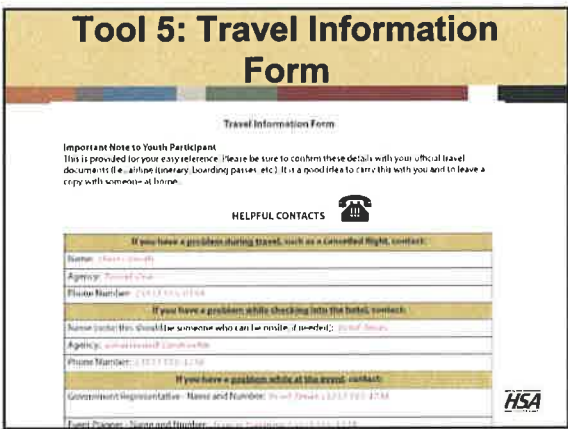 Tool 5: Travel Information
Form
Travel Information Form
Important Note to Youth Participant
This is provided for your easy reference. Please be sure to confirm these details with your official travel
documents (i.e., airline itinerary, boarding passes, etc.). It is a good idea to carry this with you and to leave a
copy with someone at home.
HELPFUL CONTACTS
If you have a problem during travel, such as a cancelled flight, contact:
Name:
Agency: Travel One
Phone Number:
If you have a problem while checking into the hotel, contact:
Name (note: this should be someone who can be onsite, if needed):
Agency:
Phone Number:
If you have a problem while at the event, contact:
Government Representative - Name and Number:
Event Planner - Name and Number:
HSA